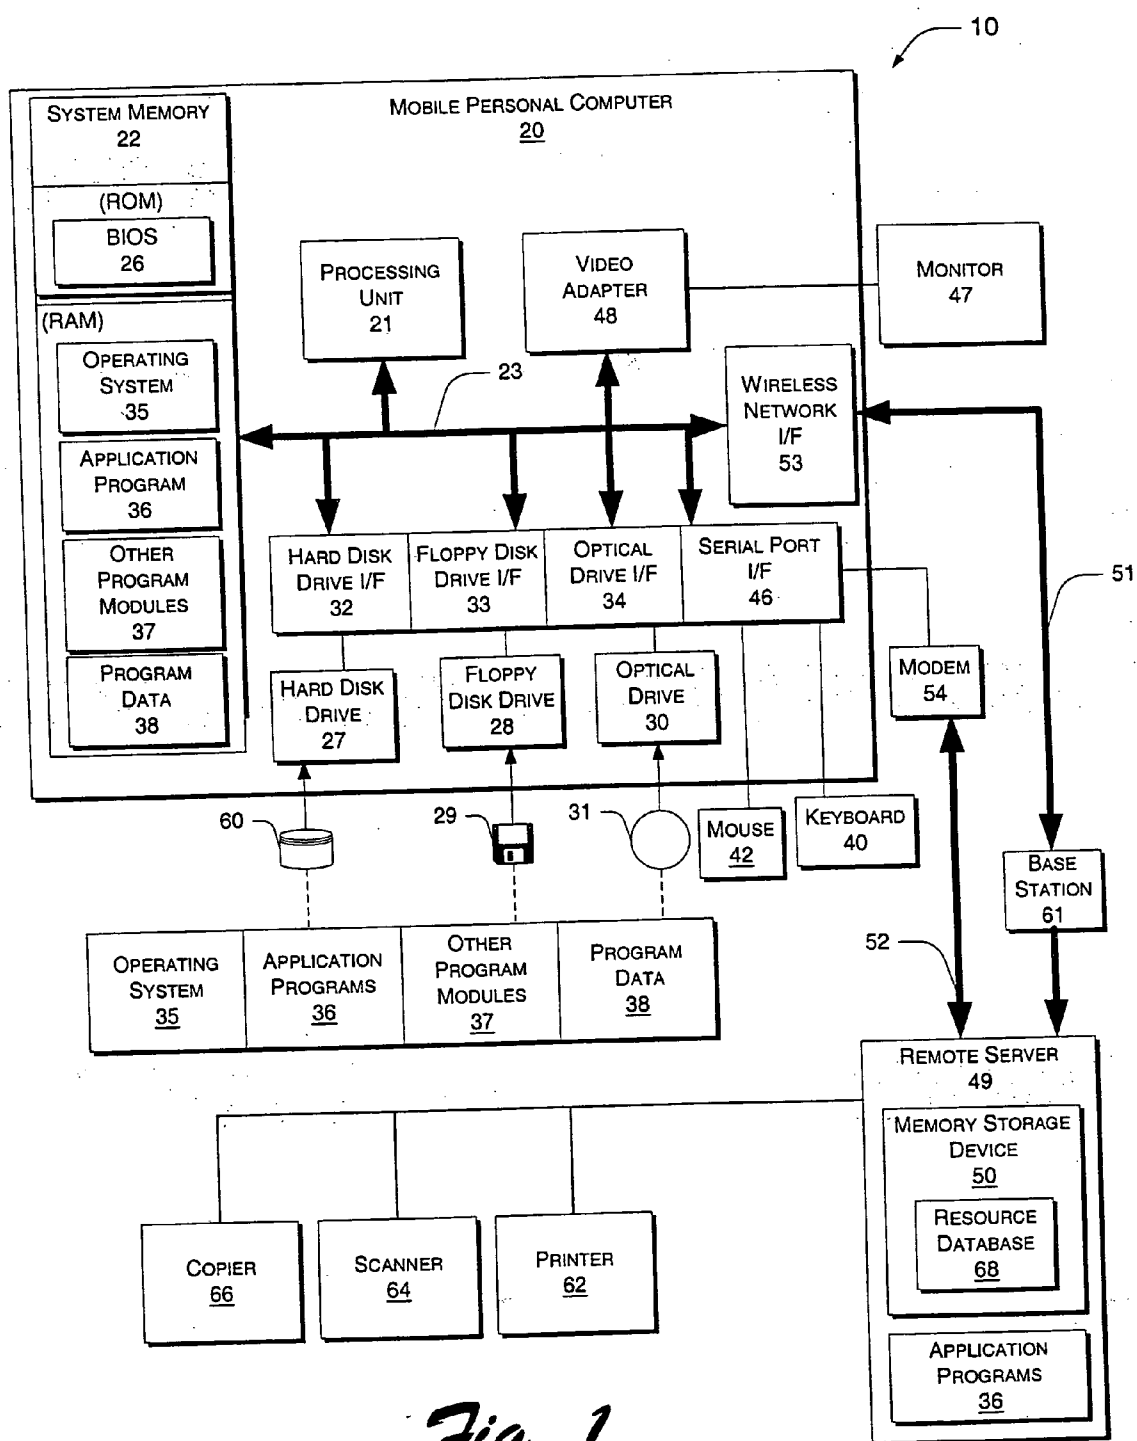 10
SYSTEM MEMORY
22
MOBILE PERSONAL COMPUTER
20
(ROM)
BIOS
26
(RAM)
OPERATING
SYSTEM
35
APPLICATION
PROGRAM
36
OTHER
PROGRAM
MODULES
37
PROGRAM
DATA
38
PROCESSING
UNIT
21
VIDEO
ADAPTER
48
MONITOR
47
23
WIRELESS
NETWORK
I/F
53
HARD DISK
DRIVE I/F
32
FLOPPY DISK
DRIVE I/F
33
OPTICAL
DRIVE I/F
34
SERIAL PORT
I/F
46
51
HARD DISK
DRIVE
27
FLOPPY
DISK DRIVE
28
OPTICAL
DRIVE
30
MODEM
54
60
29
31
MOUSE
42
KEYBOARD
40
BASE
STATION
61
52
OPERATING
SYSTEM
35
APPLICATION
PROGRAMS
36
OTHER
PROGRAM
MODULES
37
PROGRAM
DATA
38
REMOTE SERVER
49
MEMORY STORAGE
DEVICE
50
RESOURCE
DATABASE
68
APPLICATION
PROGRAMS
36
COPIER
66
SCANNER
64
PRINTER
62
Fig. 1